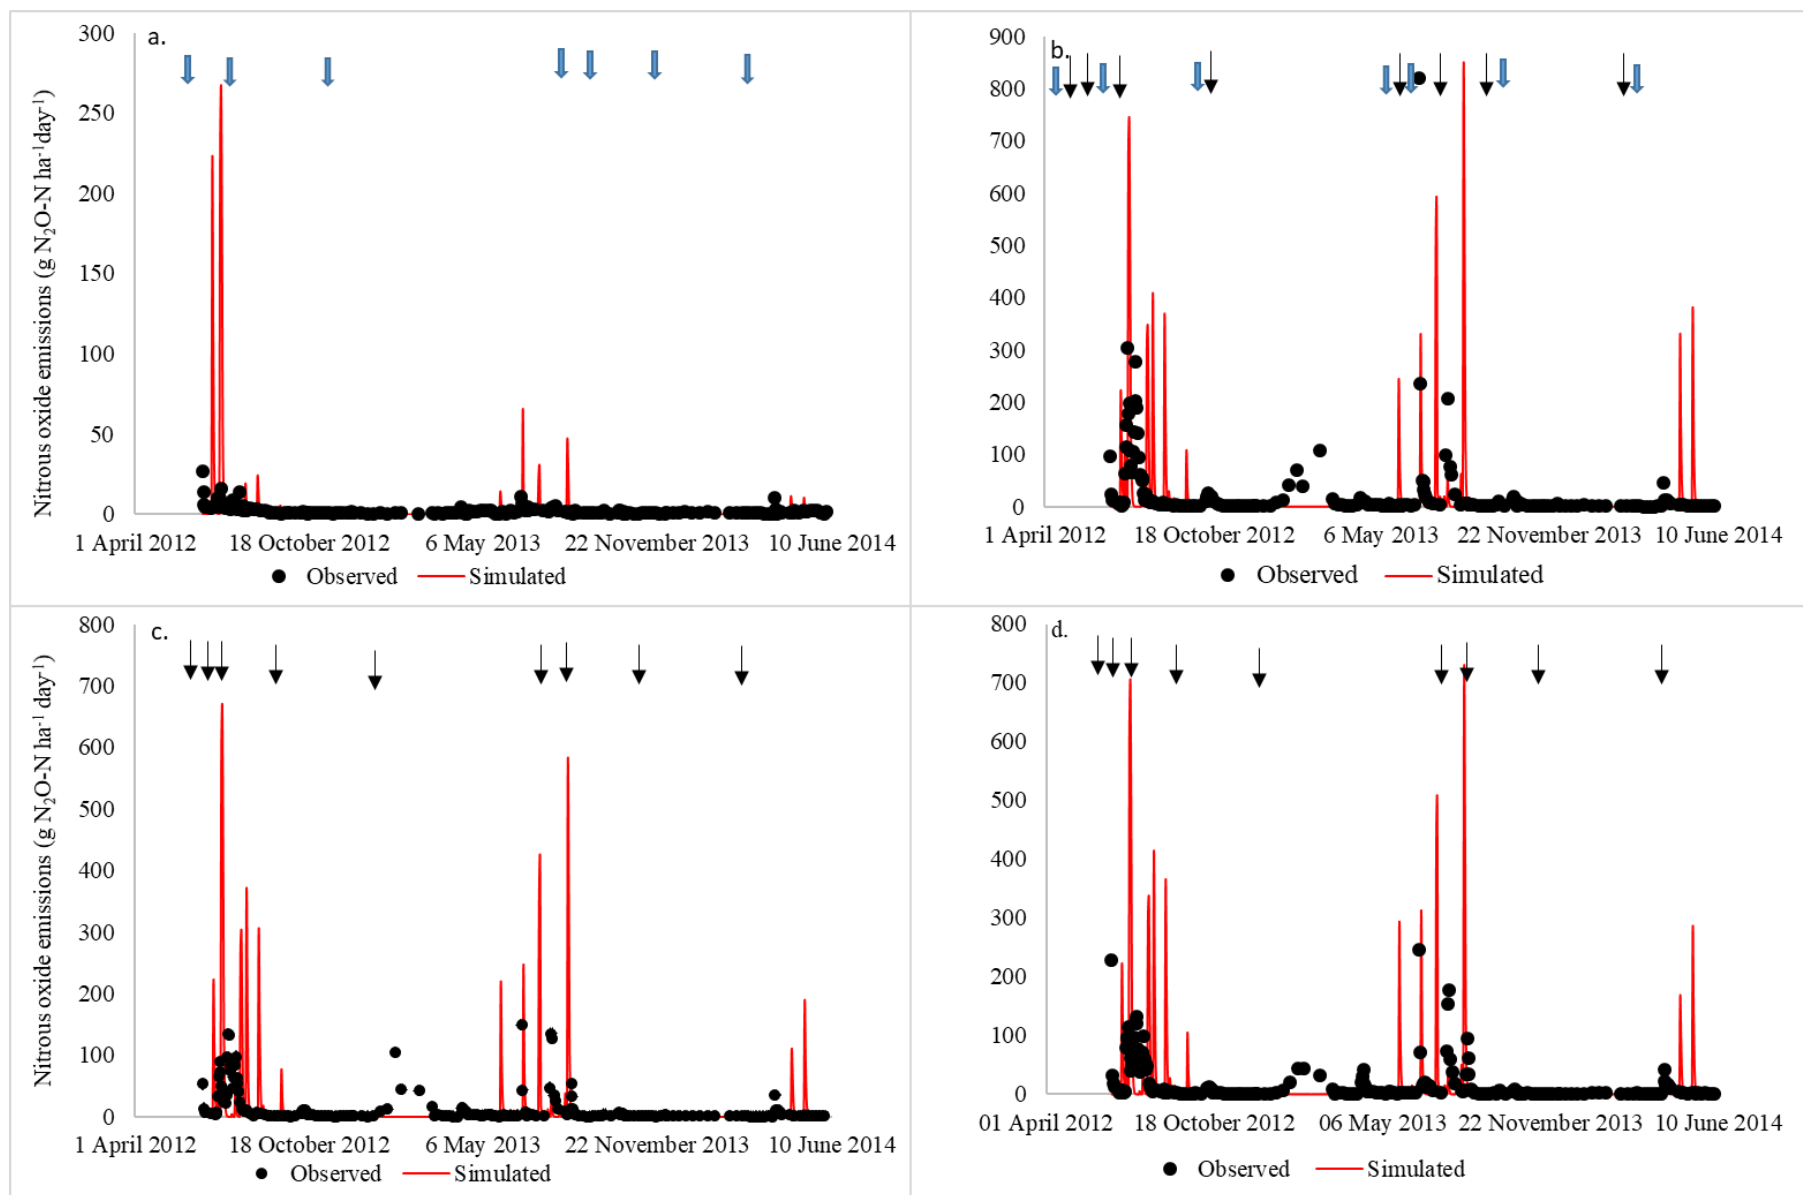 a.
300
250
200
150
100
50
0
Nitrous oxide emissions (g N₂O-N ha⁻¹day⁻¹)
1 April 2012 18 October 2012 6 May 2013 22 November 2013 10 June 2014
Observed Simulated
b.
900
800
700
600
500
400
300
200
100
0
1 April 2012 18 October 2012 6 May 2013 22 November 2013 10 June 2014
Observed Simulated
c.
800
700
600
500
400
300
200
100
0
Nitrous oxide emissions (g N₂O-N ha⁻¹ day⁻¹)
1 April 2012 18 October 2012 6 May 2013 22 November 2013 10 June 2014
Observed Simulated
d.
800
700
600
500
400
300
200
100
0
01 April 2012 18 October 2012 06 May 2013 22 November 2013 10 June 2014
Observed Simulated